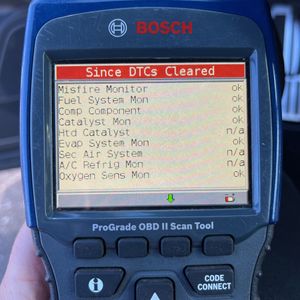 BOSCH
Since DTCs Cleared
Misfire Monitor ok
Fuel System Mon ok
Comp Component ok
Catalyst Mon ok
Htd Catalyst n/a
Evap System Mon ok
Sec Air System n/a
A/C Refrig Mon n/a
Oxygen Sens Mon ok
ProGrade OBD II Scan Tool
i
CODE
CONNECT